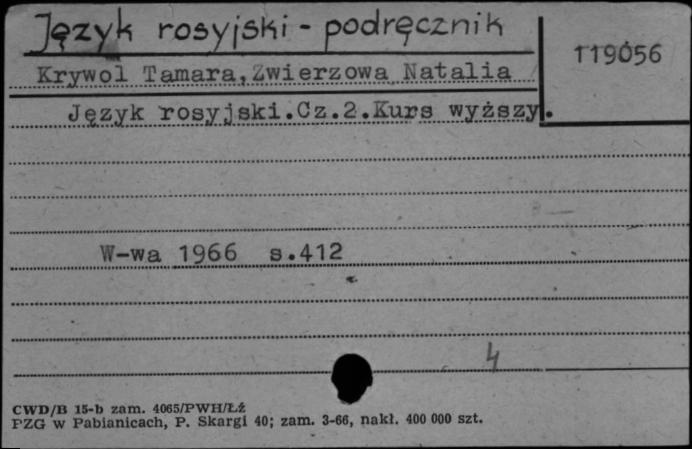 Język rosyjski - podręcznik
119056
Krywol Tamara,Zwierzowa Natalia
Język rosyjski.Cz.2.Kurs wyższy.
W-wa 1966 s.412
4
CWD/B 15-b zam. 4065/PWH/Łź
PZG w Pabianicach, P. Skargi 40; zam. 3-66, nakł. 400 000 szt.